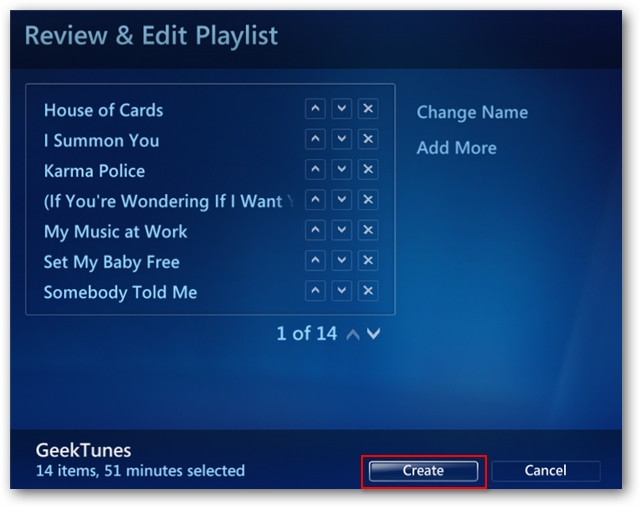 Review & Edit Playlist
House of Cards
I Summon You
Karma Police
(If You're Wondering If I Want
My Music at Work
Set My Baby Free
Somebody Told Me
Change Name
Add More
1 of 14
GeekTunes
14 items, 51 minutes selected
Create
Cancel